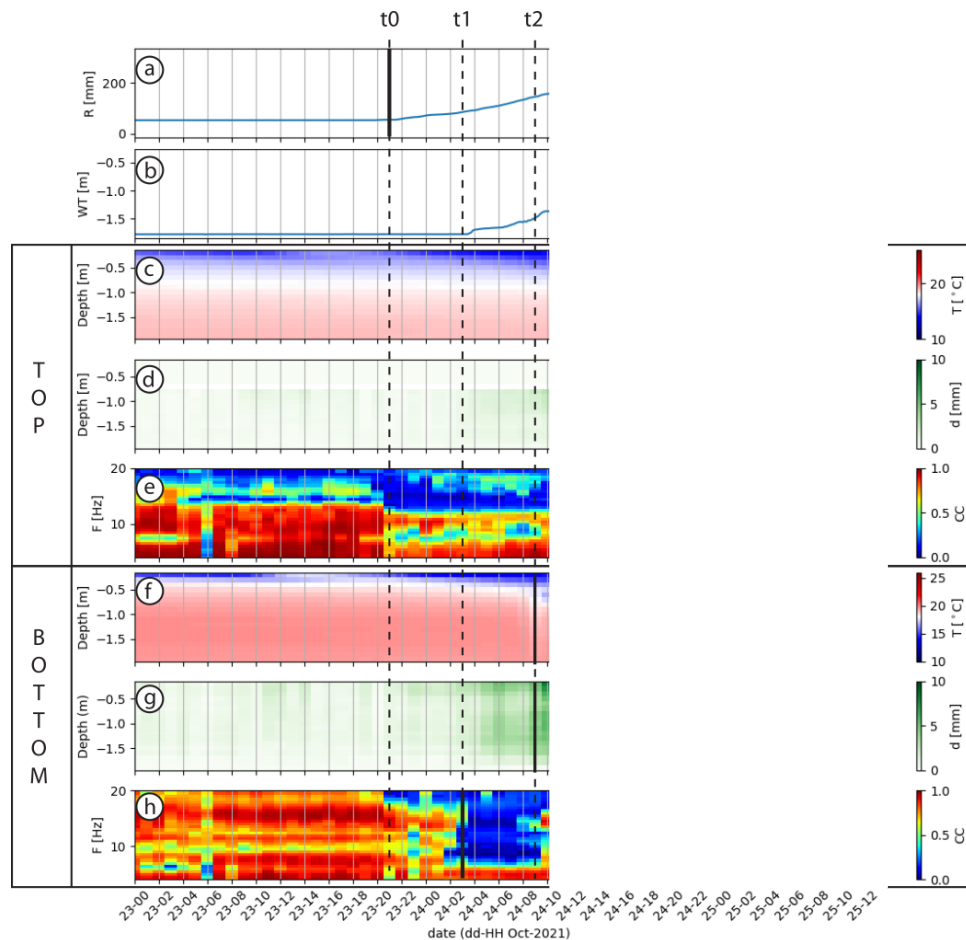 t0 t1 t2
a
R [mm]
200
0
b
WT [m]
−0.5
−1.0
−1.5
TOP
c
Depth [m]
−0.5
−1.0
−1.5
T [°C]
20
10
d
Depth [m]
−0.5
−1.0
−1.5
d [mm]
10
5
0
e
F [Hz]
20
10
CC
1.0
0.5
0.0
BOTTOM
f
Depth [m]
−0.5
−1.0
−1.5
T [°C]
25
20
15
10
g
Depth (m)
−0.5
−1.0
−1.5
d [mm]
10
5
0
h
F [Hz]
20
10
CC
1.0
0.5
0.0
23-00 23-02 23-04 23-06 23-08 23-10 23-12 23-14 23-16 23-18 23-20 23-22 24-00 24-02 24-04 24-06 24-08 24-10 24-12 24-14 24-16 24-18 24-20 24-22 25-00 25-02 25-04 25-06 25-08 25-10 25-12
date (dd-HH Oct-2021)